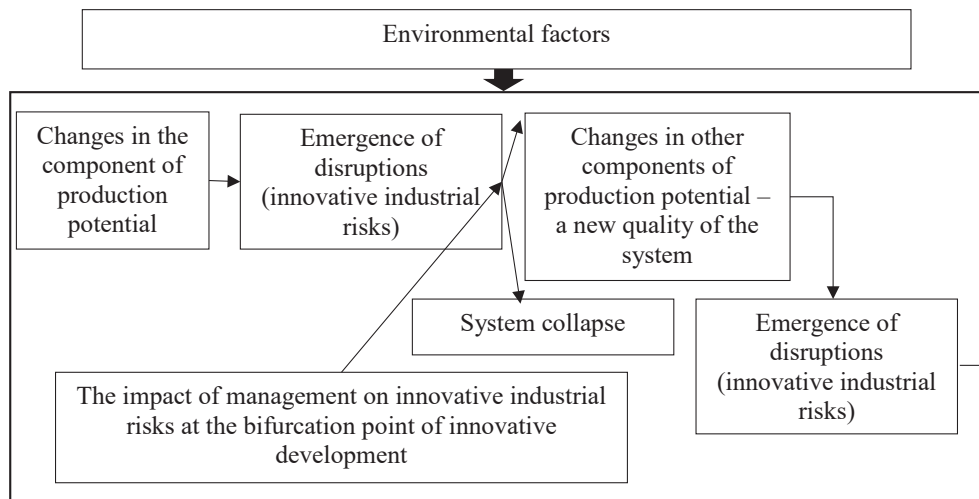 Environmental factors
Changes in the
component of
production
potential
Emergence of
disruptions
(innovative industrial
risks)
Changes in other
components of
production potential –
a new quality of the
system
System collapse
Emergence of
disruptions
(innovative industrial
risks)
The impact of management on innovative industrial
risks at the bifurcation point of innovative
development